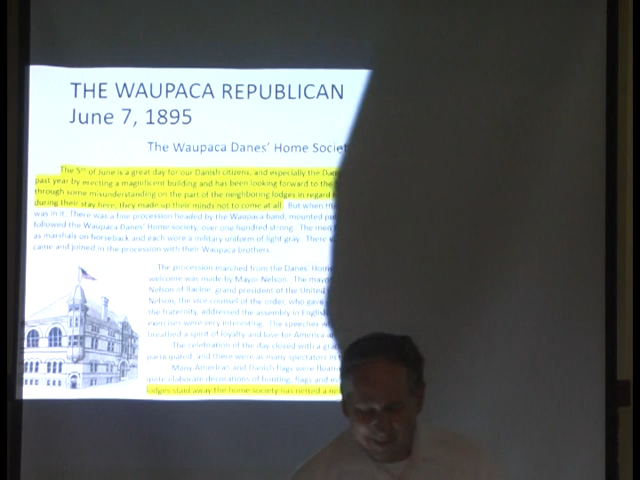 THE WAUPACA REPUBLICAN
June 7, 1895
The Waupaca Danes' Home Societ
The 5th of June is a great day for our Danish citizens, and especially the Da
past year by erecting a magnificent building and has been looking forward to the
through some misunderstanding on the part of the neighboring lodges in regard
during their stay here, they made up their minds not to come at all. But when th
was in it. There was a fine procession headed by the Waupaca band, mounted
followed the Waupaca Danes' Home society, over one hundred strong. The men
as marshals on horseback and each wore a military uniform of light gray. There
came and joined in the procession with their Waupaca brothers.
The procession marched from the Danes' Home
welcome was made by Mayor Nelson. The mayo
Nelson of Racine, grand president of the United
Nelson, the vice counsel of the order, who gave
the fraternity, addressed the assembly in English
exercises were very interesting. The speeches w
breathed a spirit of loyalty and love for America a
The celebration of the day closed with a gra
participated, and there were as many spectators
Many American and Danish flags were floatin
quite elaborate decorations of bunting, flags and
lodges staid away the home society has netted a